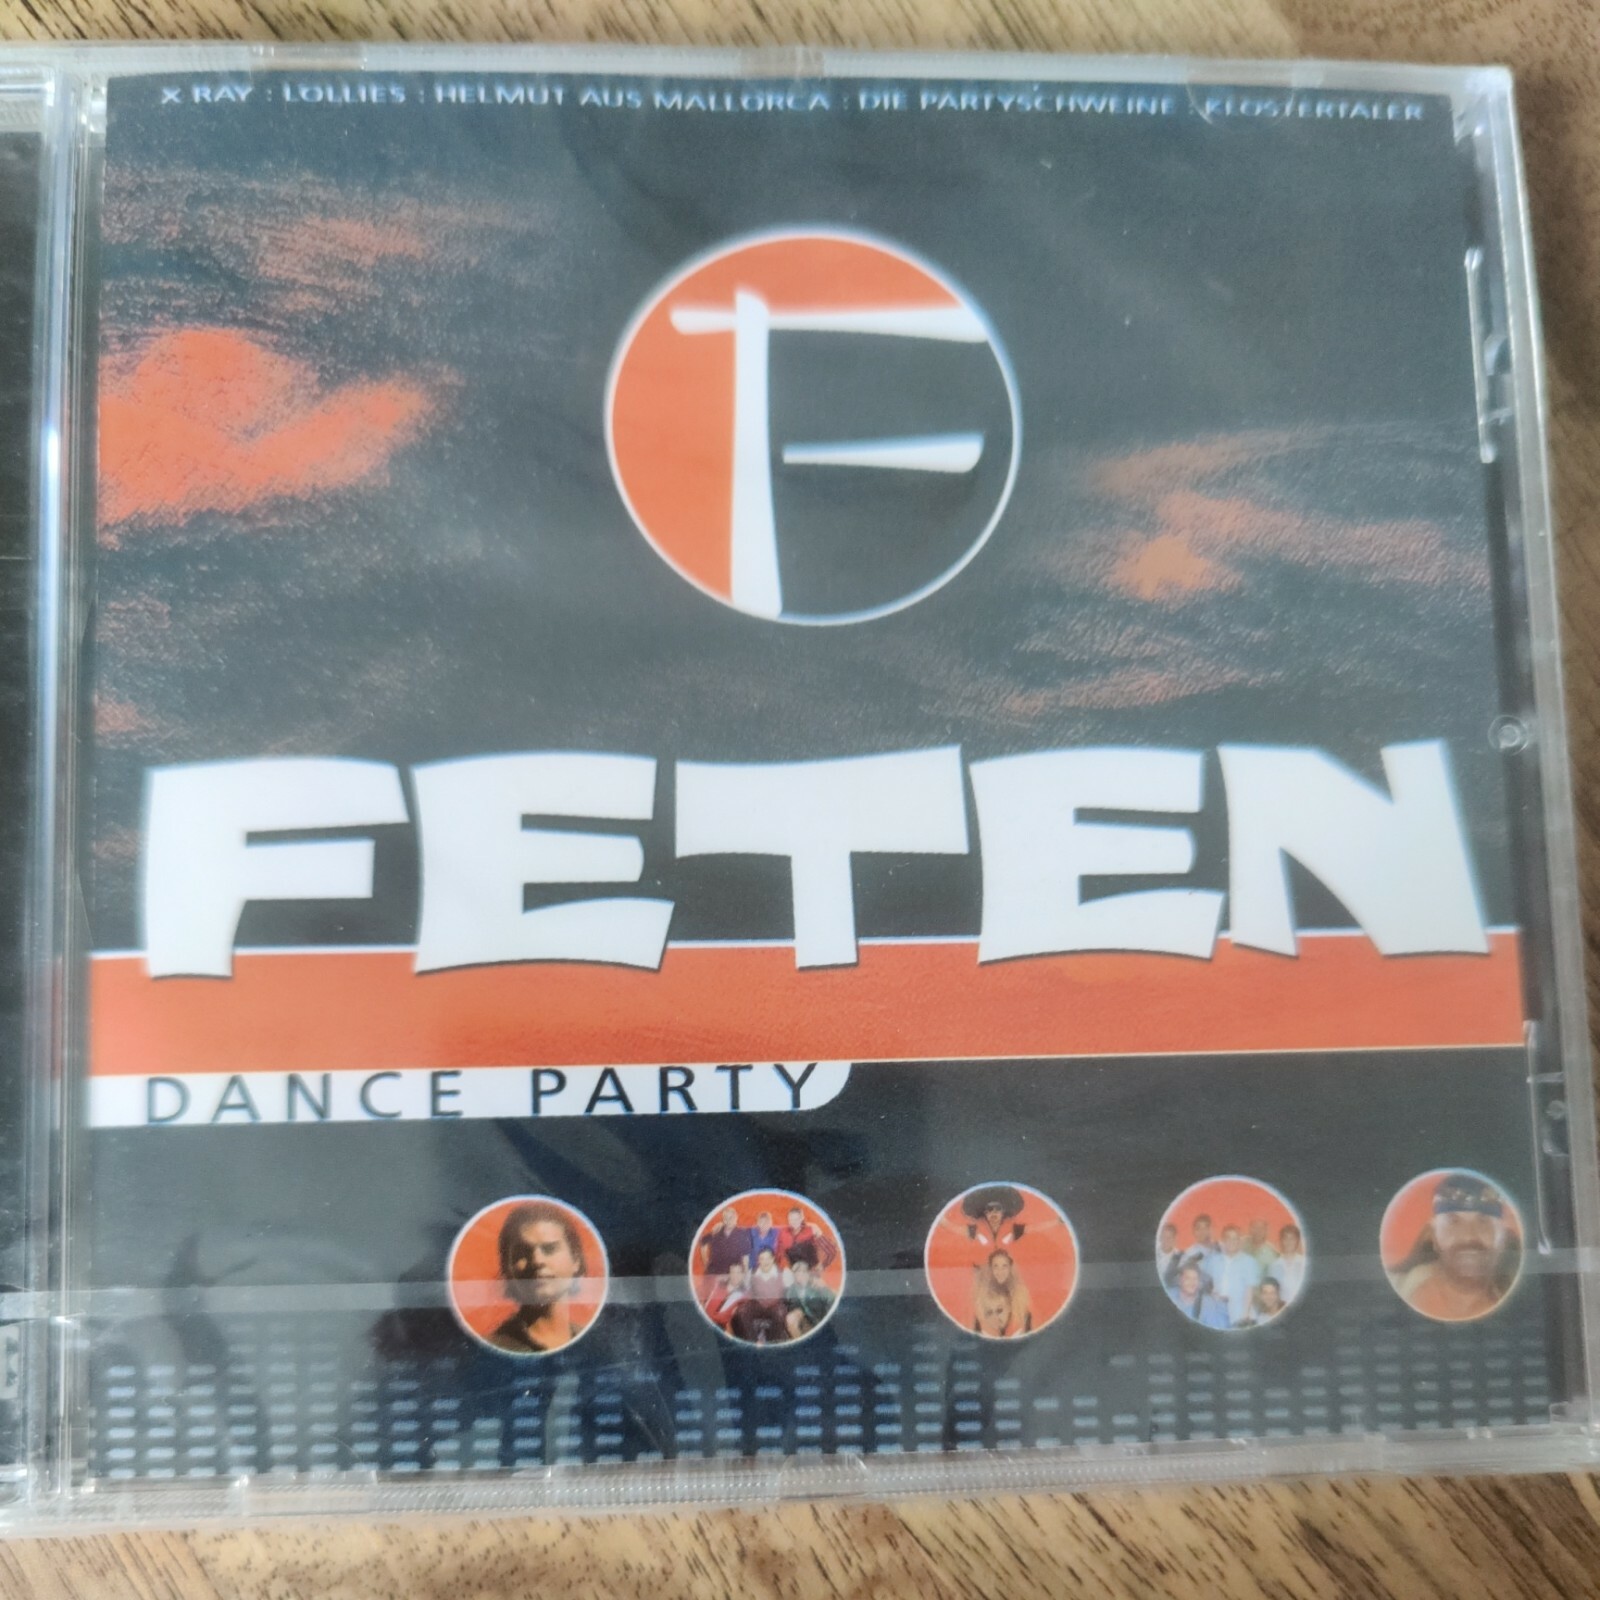 X RAY : LOLLIES : HELMUT AUS MALLORCA : DIE PARTYSCHWEINE : KLOSTERTALER
F
FETEN
DANCE PARTY